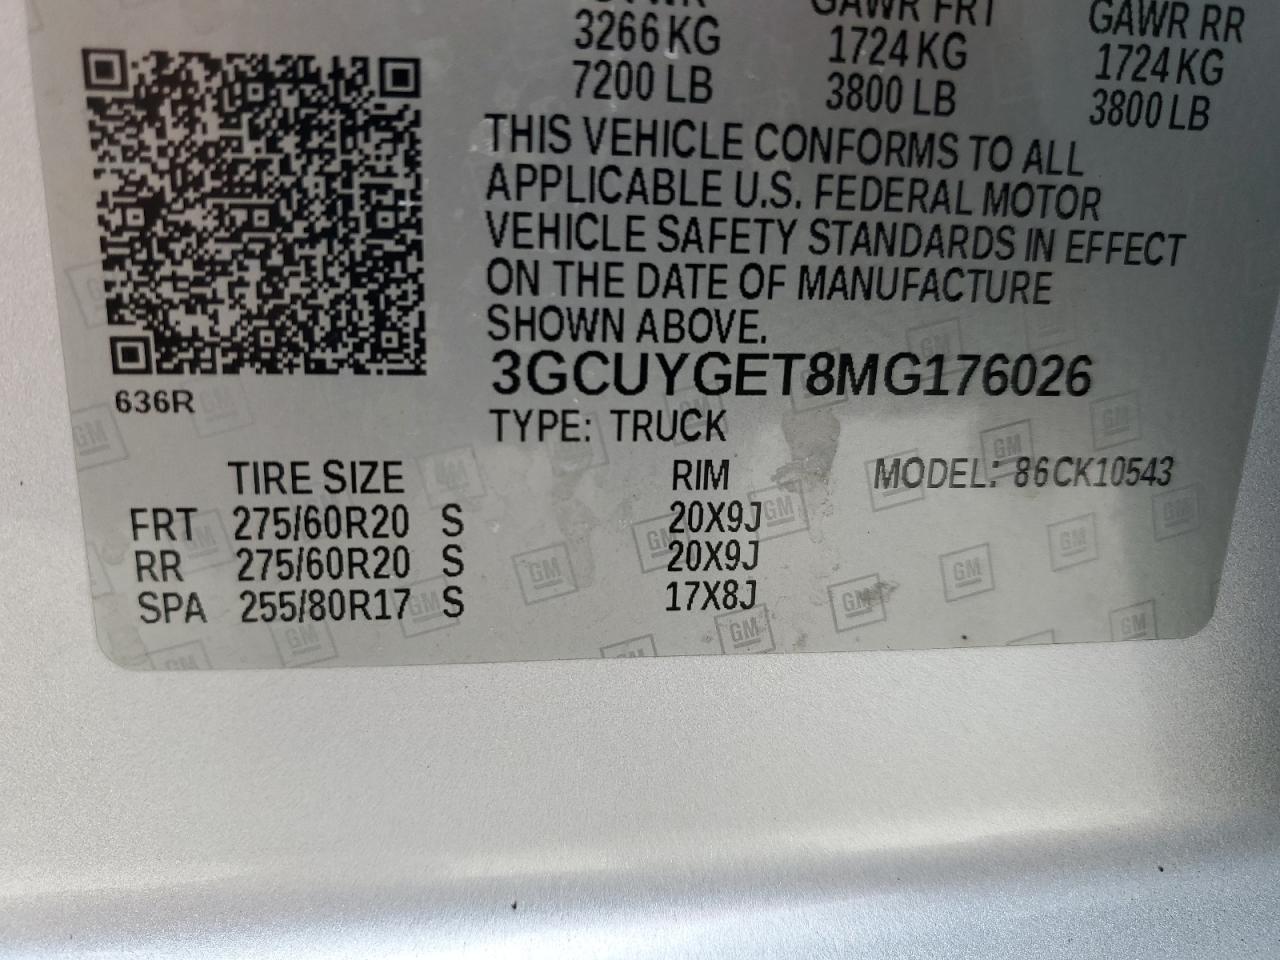 GAWR FRT GAWR RR
3266 KG 1724 KG 1724 KG
7200 LB 3800 LB 3800 LB
THIS VEHICLE CONFORMS TO ALL
APPLICABLE U.S. FEDERAL MOTOR
VEHICLE SAFETY STANDARDS IN EFFECT
ON THE DATE OF MANUFACTURE
SHOWN ABOVE.
3GCUYGET8MG176026
636R
TYPE: TRUCK
TIRE SIZE RIM MODEL: 86CK10543
FRT 275/60R20 S 20X9J
RR 275/60R20 S 20X9J
SPA 255/80R17 S 17X8J